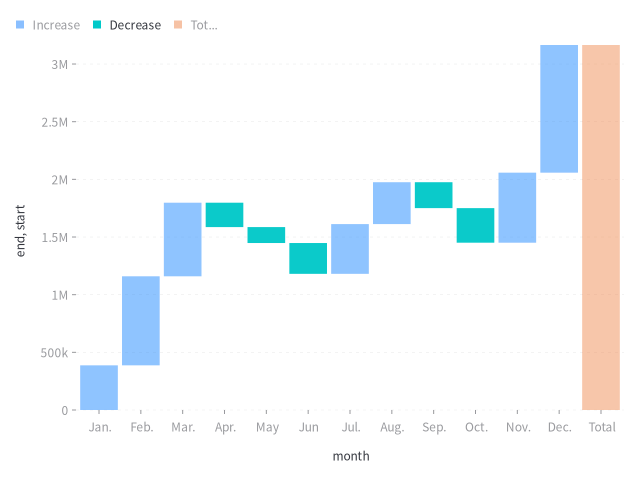 Increase Decrease Tot...
3M
2.5M
2M
1.5M
1M
500k
0
end, start
Jan. Feb. Mar. Apr. May Jun Jul. Aug. Sep. Oct. Nov. Dec. Total
month